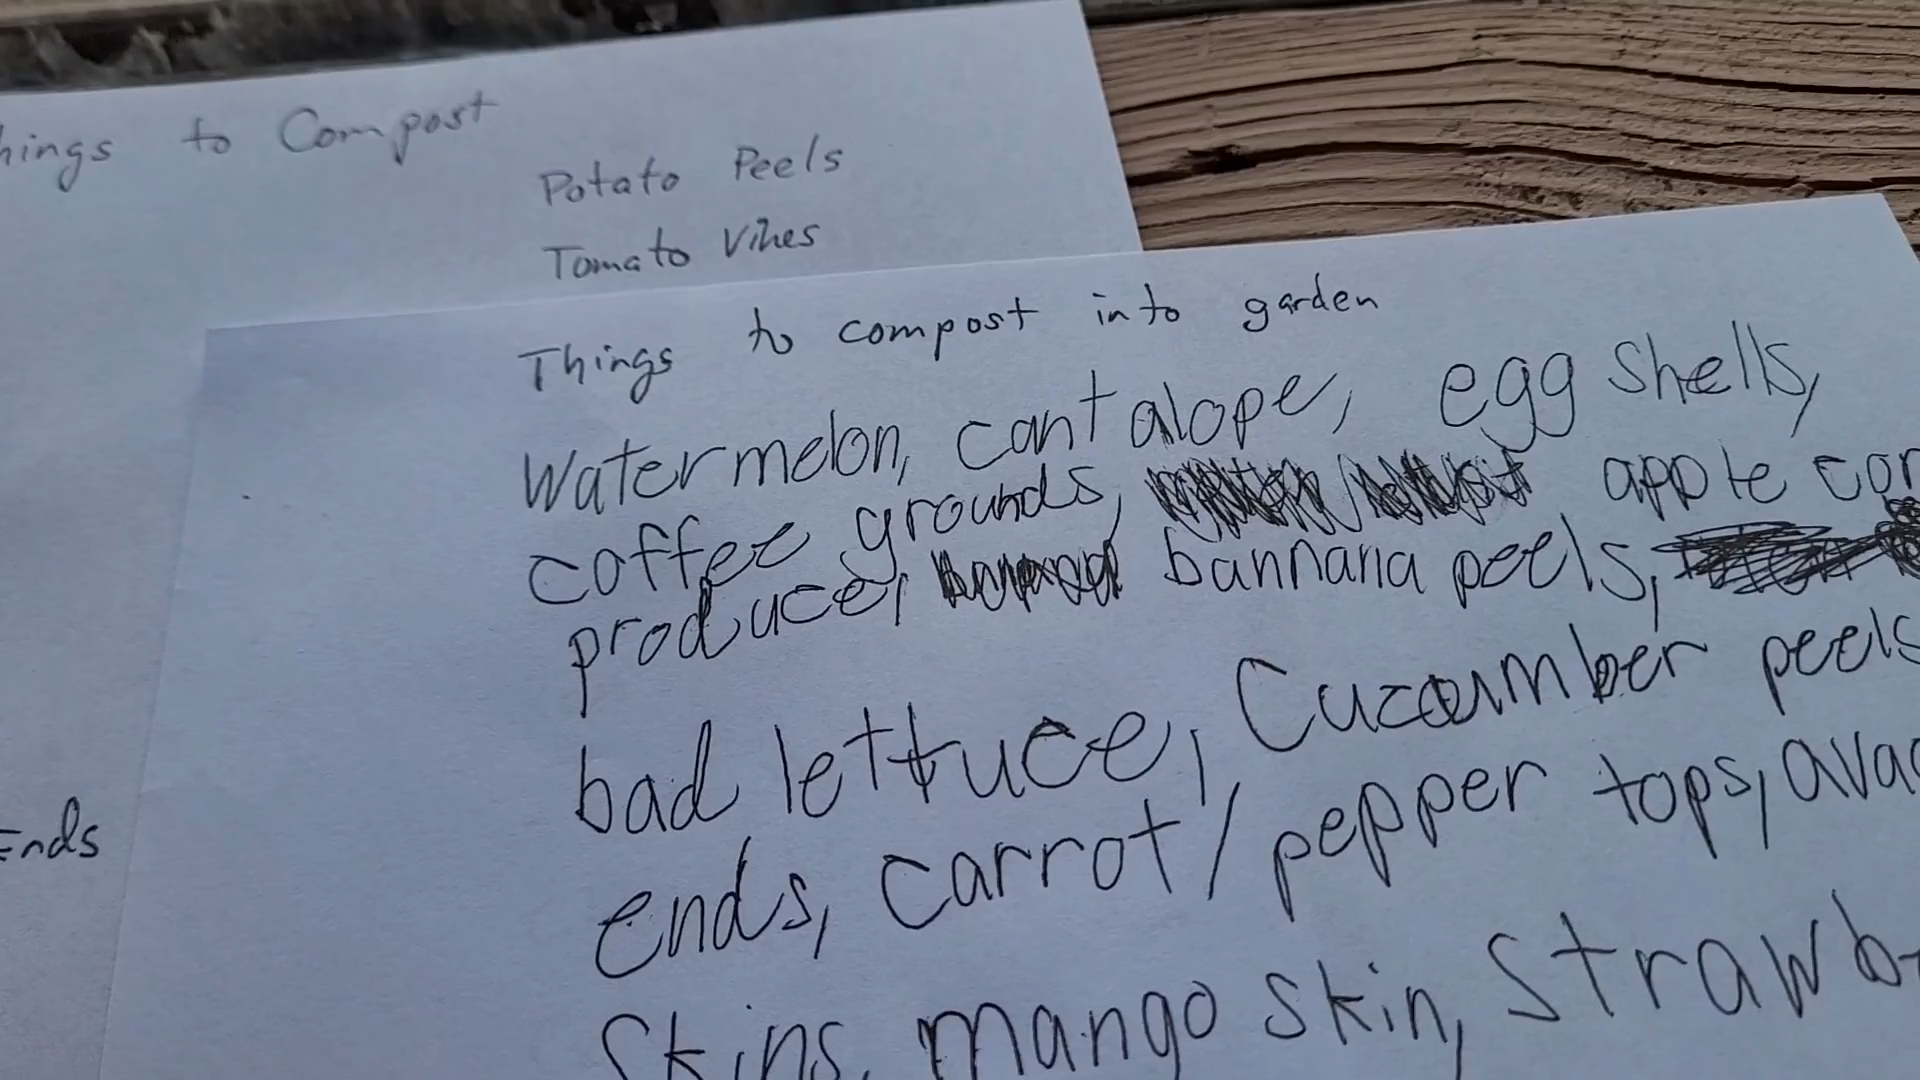 hings to Compost
Potato Peels
Tomato Vines
Ends
Things to compost into garden
Watermelon, cantalope, egg shells,
coffee grounds, apple cor
produce, bannana peels,
bad lettuce, Cucumber peels
ends, carrot/pepper tops, avac
Skins, mango skin, Strawb